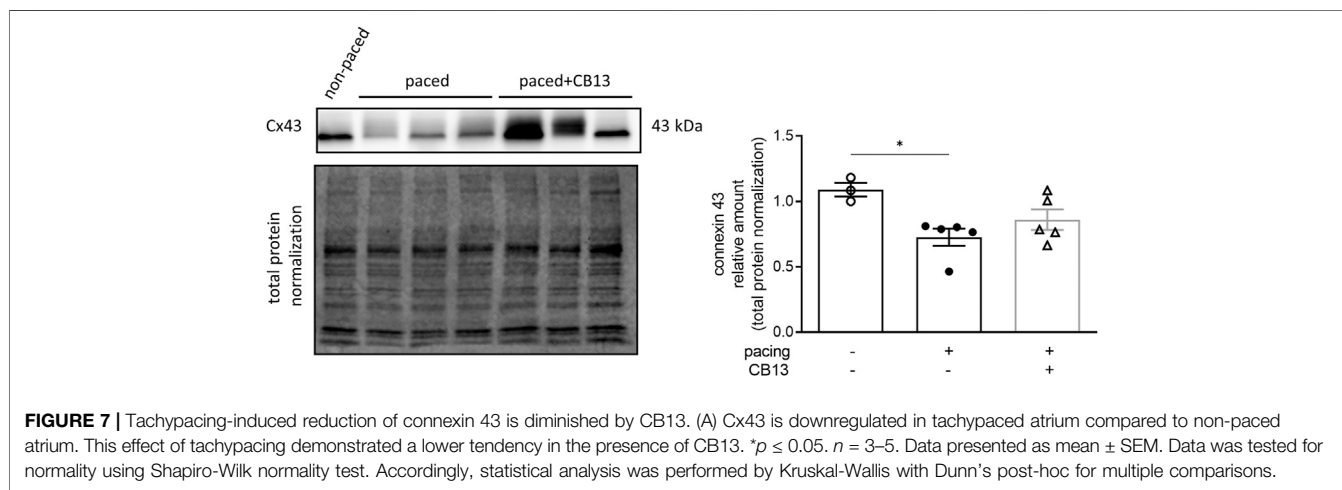 non-paced
paced
paced+CB13
Cx43
43 kDa
total protein
normalization
connexin 43
relative amount
(total protein normalization)
1.5
1.0
0.5
0.0
*
pacing - + +
CB13 - - +
FIGURE 7 | Tachypacing-induced reduction of connexin 43 is diminished by CB13. (A) Cx43 is downregulated in tachypaced atrium compared to non-paced
atrium. This effect of tachypacing demonstrated a lower tendency in the presence of CB13. *p ≤ 0.05. n = 3–5. Data presented as mean ± SEM. Data was tested for
normality using Shapiro-Wilk normality test. Accordingly, statistical analysis was performed by Kruskal-Wallis with Dunn’s post-hoc for multiple comparisons.